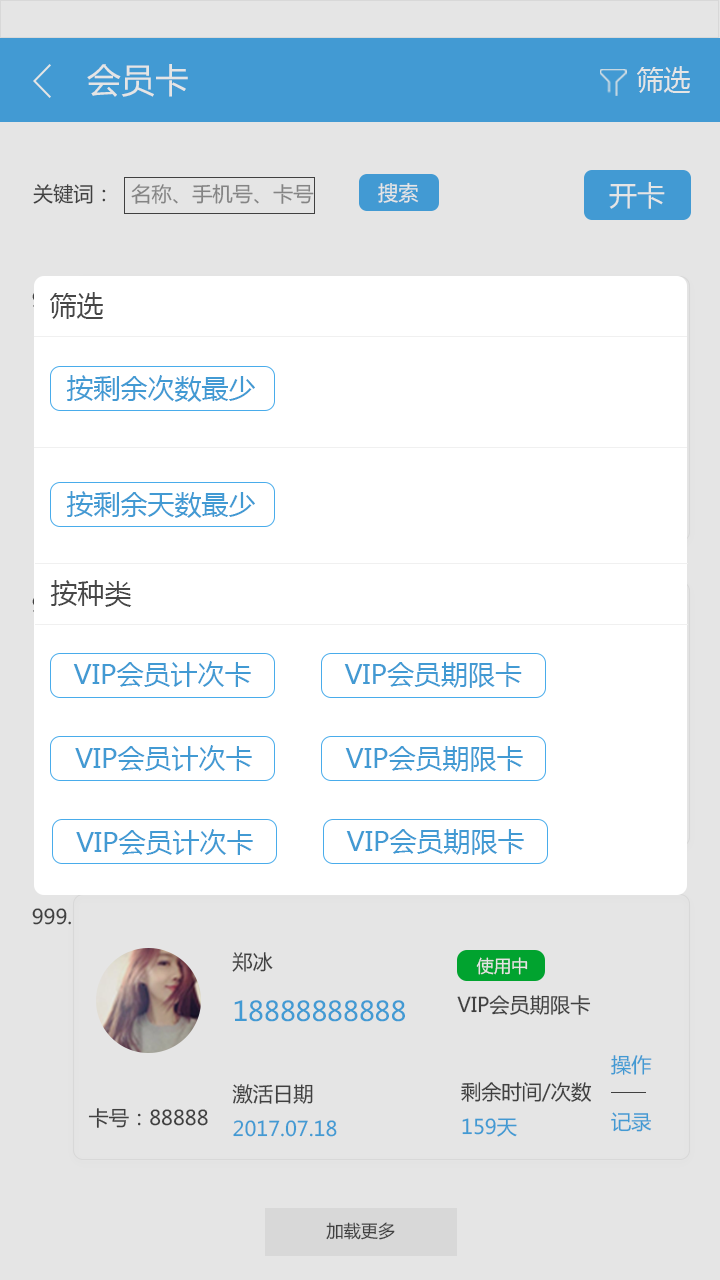 会员卡 筛选
关键词： 名称、手机号、卡号 搜索 开卡
筛选
按剩余次数最少
按剩余天数最少
按种类
VIP会员计次卡 VIP会员期限卡
VIP会员计次卡 VIP会员期限卡
VIP会员计次卡 VIP会员期限卡
999.
郑冰 使用中
18888888888 VIP会员期限卡
操作
激活日期 剩余时间/次数
卡号：88888 2017.07.18 159天 记录
加载更多